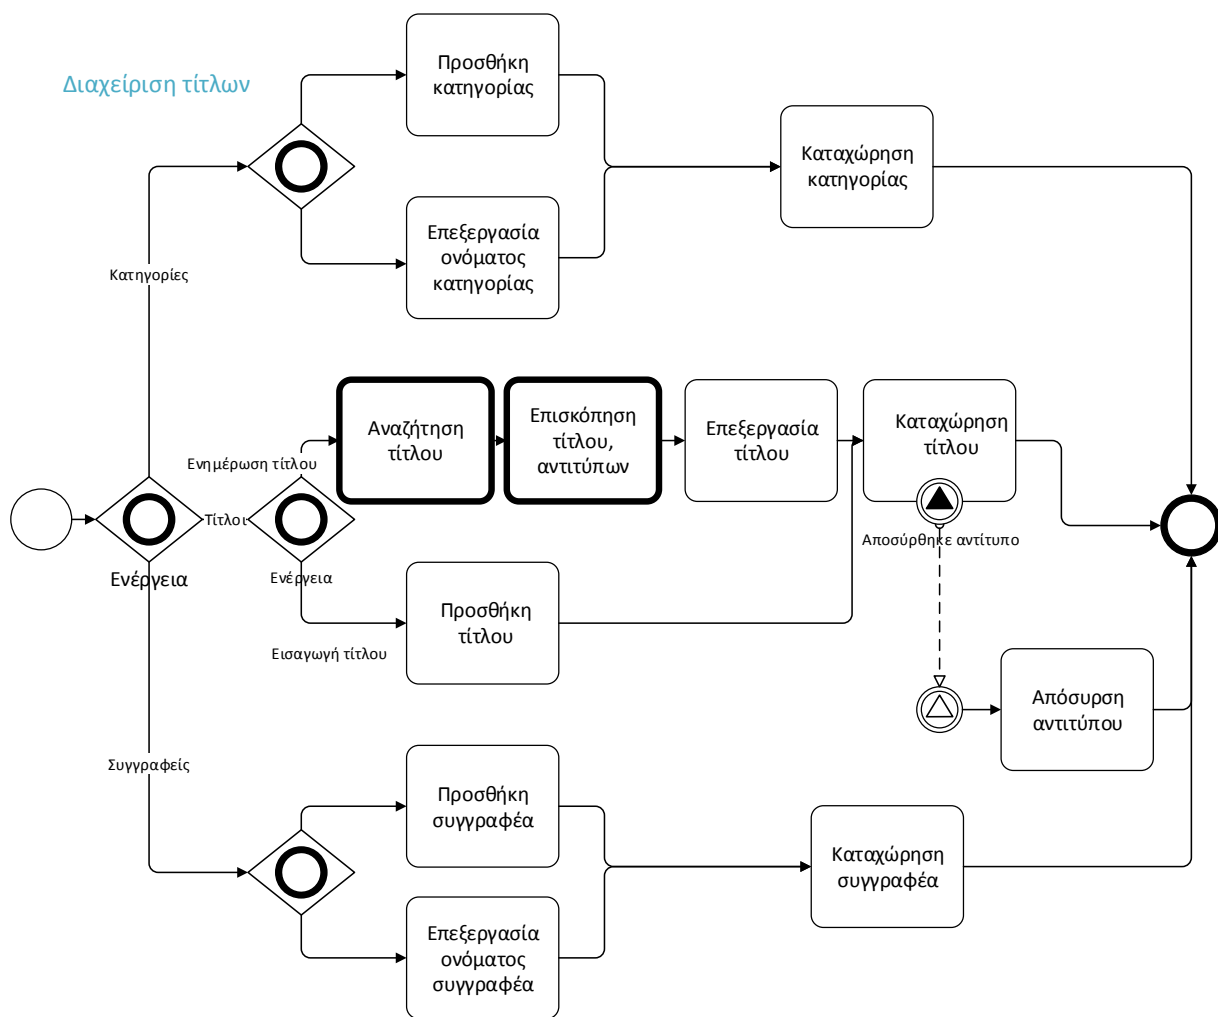 Διαχείριση τίτλων
Προσθήκη
κατηγορίας
Καταχώρηση
κατηγορίας
Επεξεργασία
ονόματος
κατηγορίας
Κατηγορίες
Αναζήτηση
τίτλου
Επισκόπηση
τίτλου,
αντιτύπων
Επεξεργασία
τίτλου
Καταχώρηση
τίτλου
Ενημέρωση τίτλου
Τίτλοι
Αποσύρθηκε αντίτυπο
Ενέργεια
Ενέργεια
Προσθήκη
τίτλου
Εισαγωγή τίτλου
Απόσυρση
αντιτύπου
Συγγραφείς
Προσθήκη
συγγραφέα
Καταχώρηση
συγγραφέα
Επεξεργασία
ονόματος
συγγραφέα